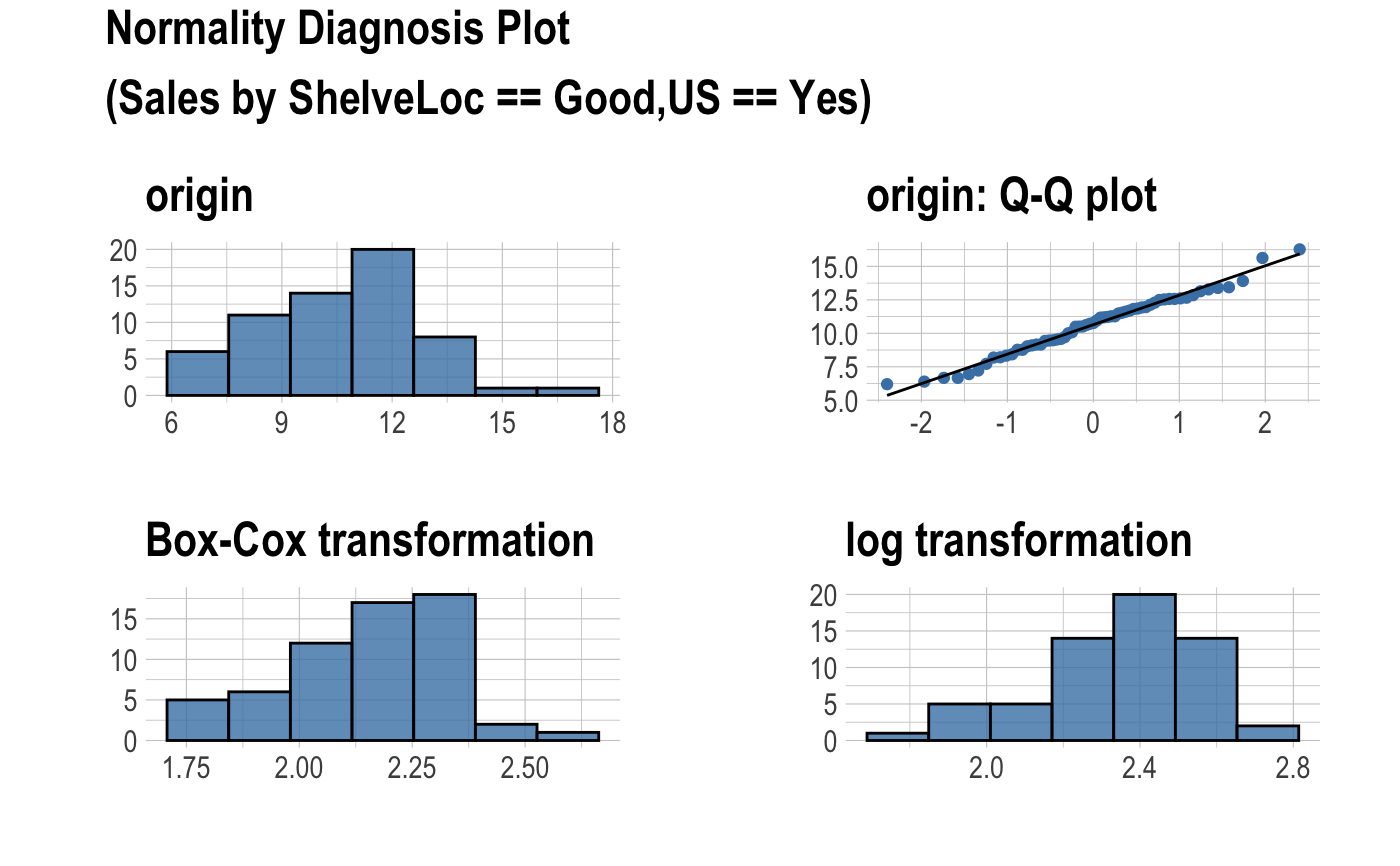 Normality Diagnosis Plot
(Sales by ShelveLoc == Good,US == Yes)
origin
20
15
10
5
0
6 9 12 15 18
origin: Q-Q plot
15.0
12.5
10.0
7.5
5.0
-2 -1 0 1 2
Box-Cox transformation
15
10
5
0
1.75 2.00 2.25 2.50
log transformation
20
15
10
5
0
2.0 2.4 2.8